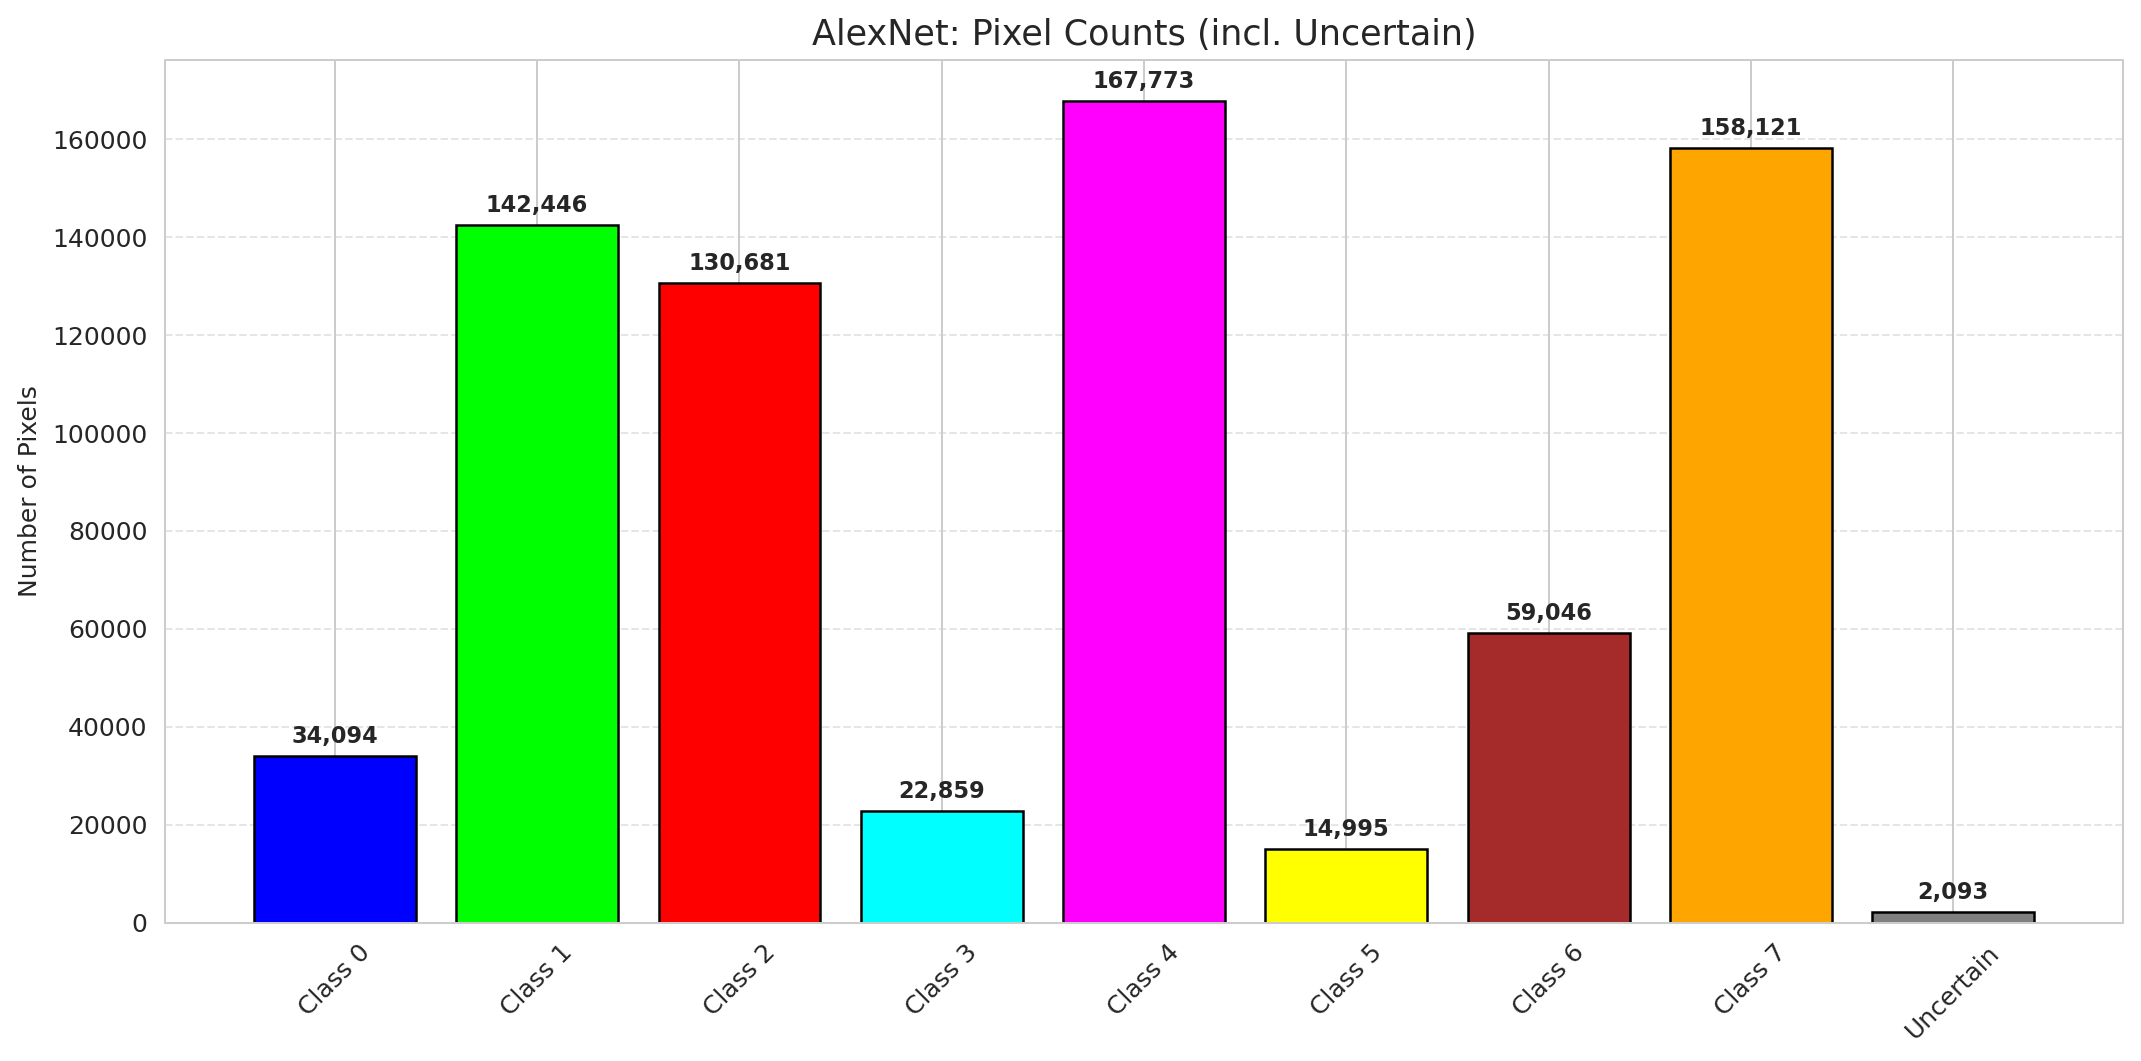 AlexNet: Pixel Counts (incl. Uncertain)
Number of Pixels
160000
140000
120000
100000
80000
60000
40000
20000
0
34,094
142,446
130,681
22,859
167,773
14,995
59,046
158,121
2,093
Class 0
Class 1
Class 2
Class 3
Class 4
Class 5
Class 6
Class 7
Uncertain